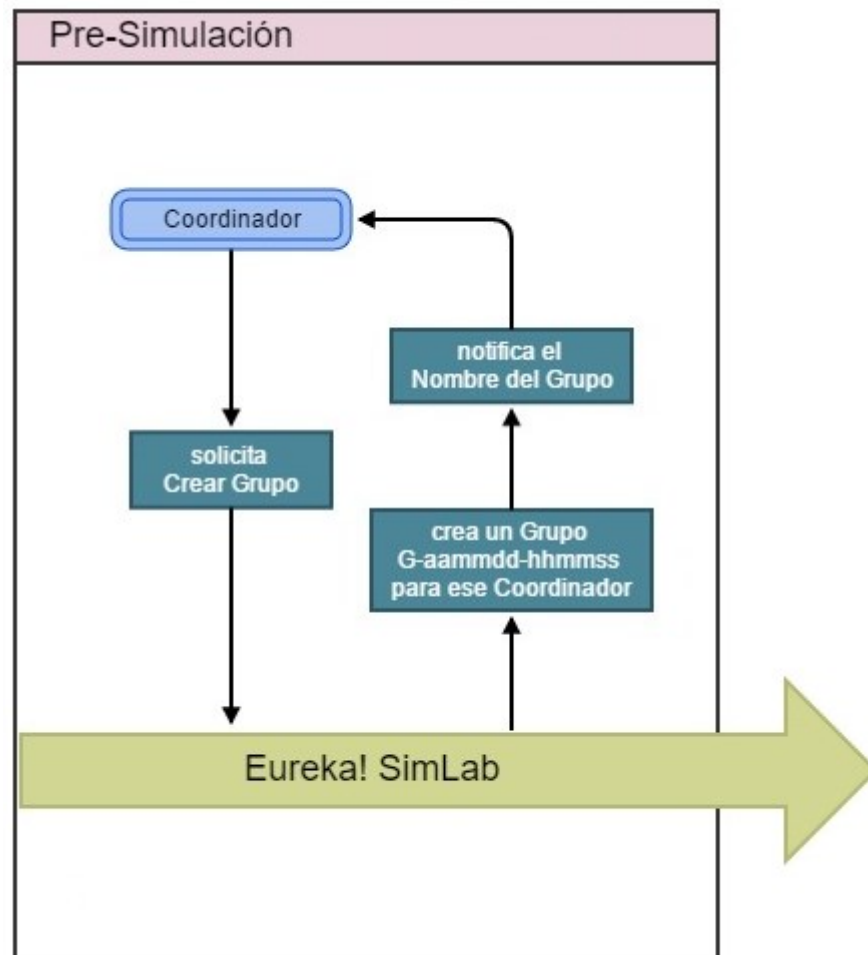 Pre-Simulación
Coordinador
notifica el
Nombre del Grupo
solicita
Crear Grupo
crea un Grupo
G-aammdd-hhmmss
para ese Coordinador
Eureka! SimLab